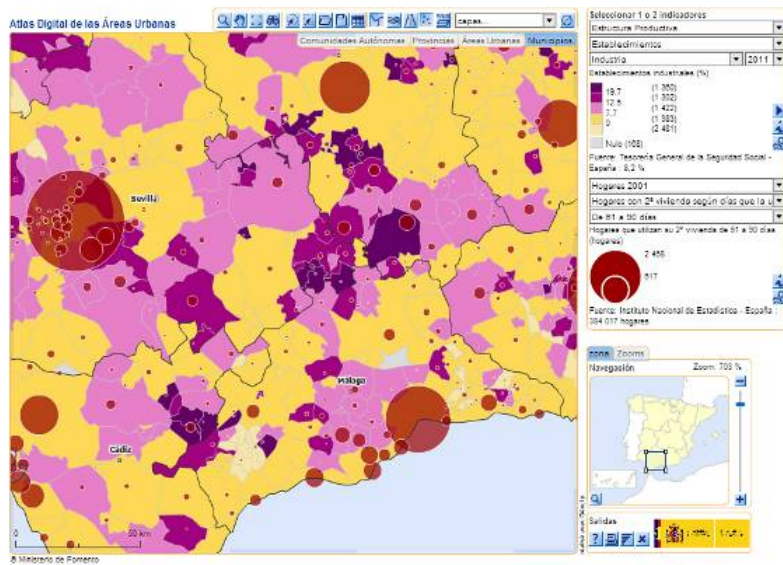 Atlas Digital de las Áreas Urbanas
capas...
Comunidades Autónomas Provincias Áreas Urbanas Municipios
Sevilla
Málaga
A
Cádiz
0 50 km
© Ministerio de Fomento
Seleccionar 1 o 2 indicadores
Estructura Productiva
Establecimientos
Industria 2011
Establecimientos industriales (%)
(1 350)
19,7
(1 302)
12,5
(1 422)
7,7
(1 383)
0
(2 481)
Nulo (168)
Fuente: Tesorería General de la Seguridad Social -
España : 8,2 %
Hogares 2001
Hogares con 2ª vivienda según días que la u
De 61 a 90 días
Hogares que utilizan su 2ª vivienda de 61 a 90 días
(hogares)
2 468
617
Fuente: Instituto Nacional de Estadística - España :
384 017 hogares
zona Zooms
Navegación Zoom: 703 %
Salidas